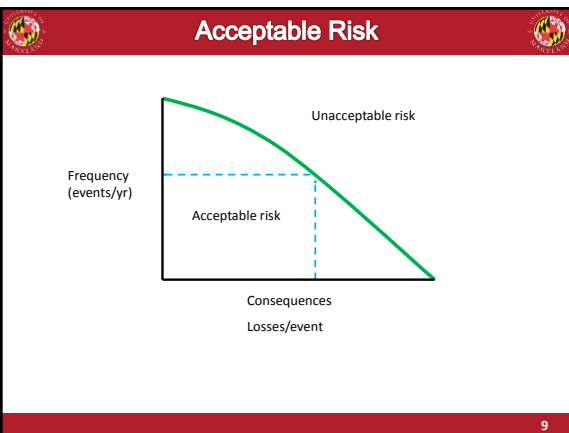 Acceptable Risk
Unacceptable risk
Frequency
(events/yr)
Acceptable risk
Consequences
Losses/event
9